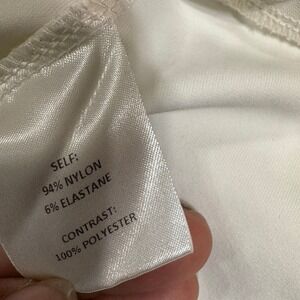 SELF:
94% NYLON
6% ELASTANE
CONTRAST:
100% POLYESTER